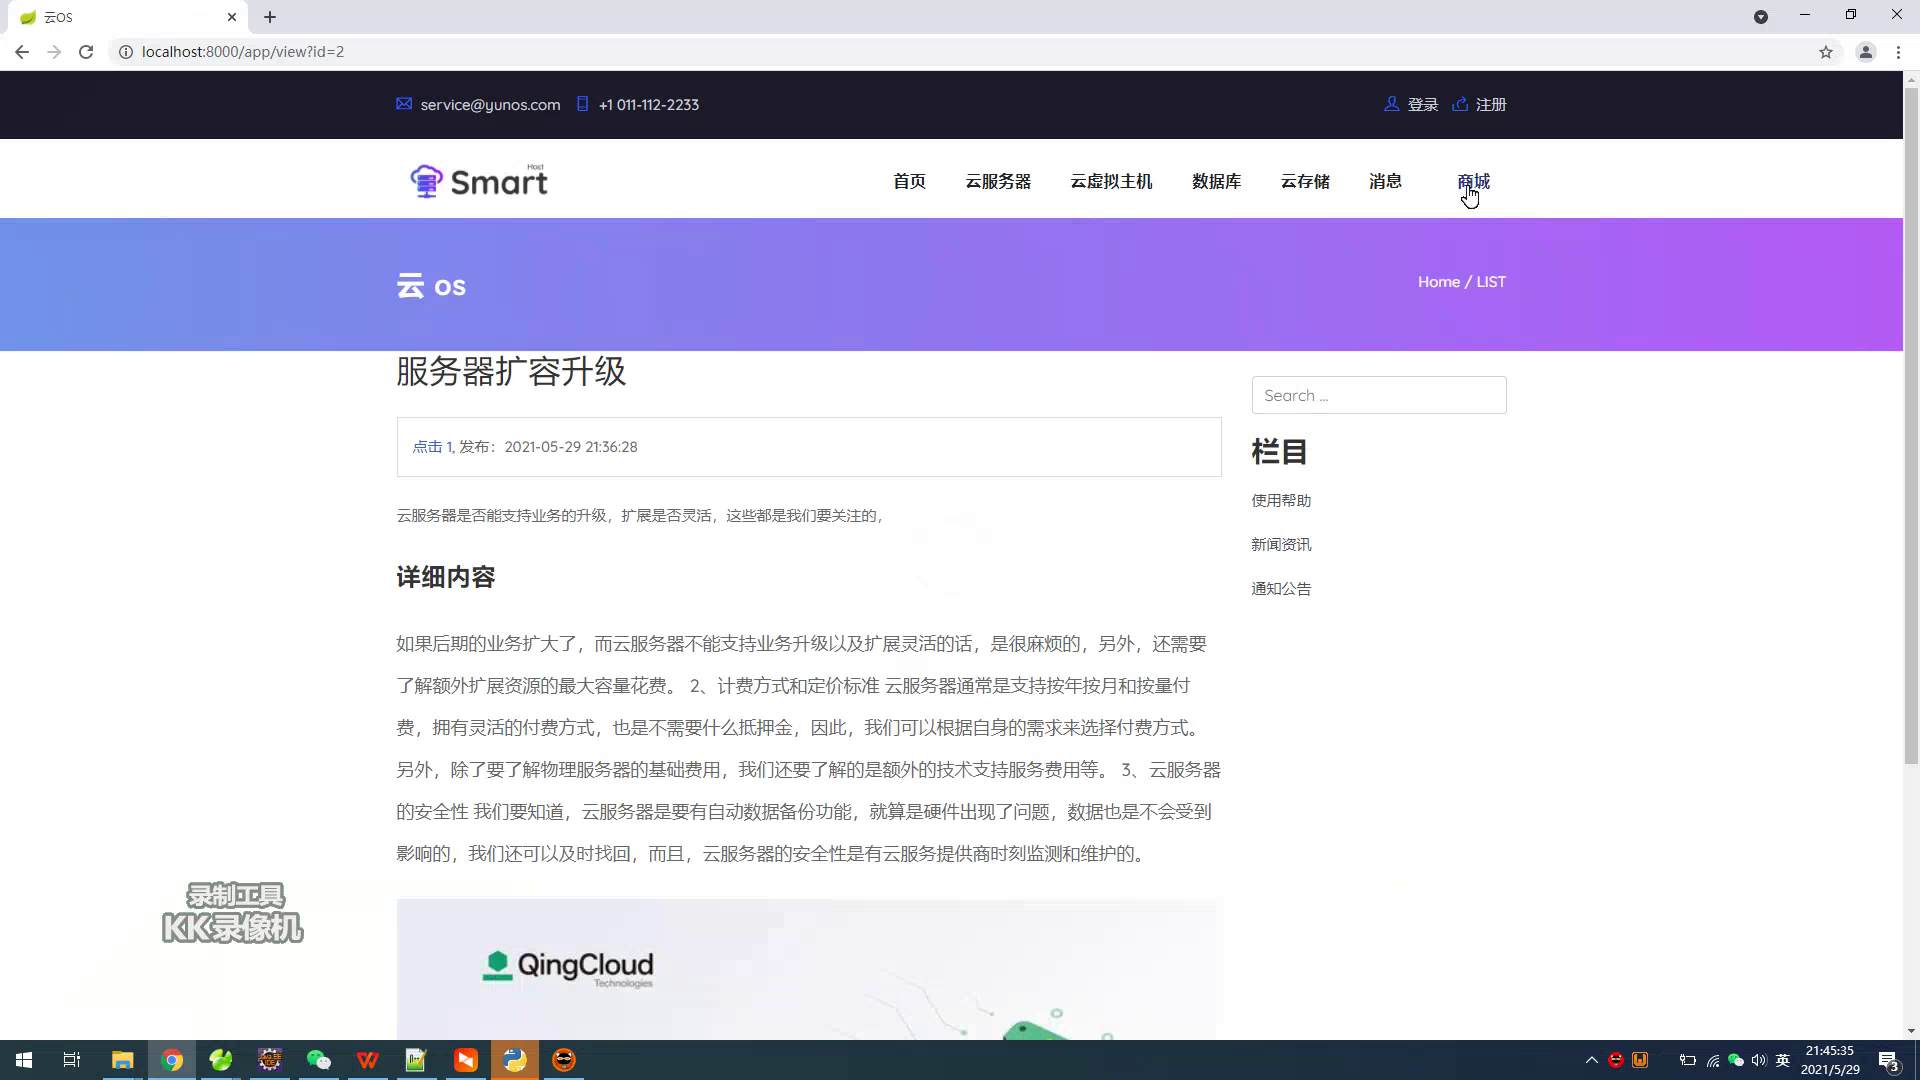 云OS
localhost:8000/app/view?id=2
service@yunos.com +1 011-112-2233 登录 注册
Smart Host
首页 云服务器 云虚拟主机 数据库 云存储 消息 商城
云 os
Home / LIST
服务器扩容升级
Search ...
点击 1, 发布：2021-05-29 21:36:28
栏目
使用帮助
云服务器是否能支持业务的升级，扩展是否灵活，这些都是我们要关注的，
新闻资讯
详细内容
通知公告
如果后期的业务扩大了，而云服务器不能支持业务升级以及扩展灵活的话，是很麻烦的，另外，还需要
了解额外扩展资源的最大容量花费。 2、计费方式和定价标准 云服务器通常是支持按年按月和按量付
费，拥有灵活的付费方式，也是不需要什么抵押金，因此，我们可以根据自身的需求来选择付费方式。
另外，除了要了解物理服务器的基础费用，我们还要了解的是额外的技术支持服务费用等。 3、云服务器
的安全性 我们要知道，云服务器是要有自动数据备份功能，就算是硬件出现了问题，数据也是不会受到
影响的，我们还可以及时找回，而且，云服务器的安全性是有云服务提供商时刻监测和维护的。
录制工具
KK录像机
QingCloud
Technologies
英
21:45:35
2021/5/29
3